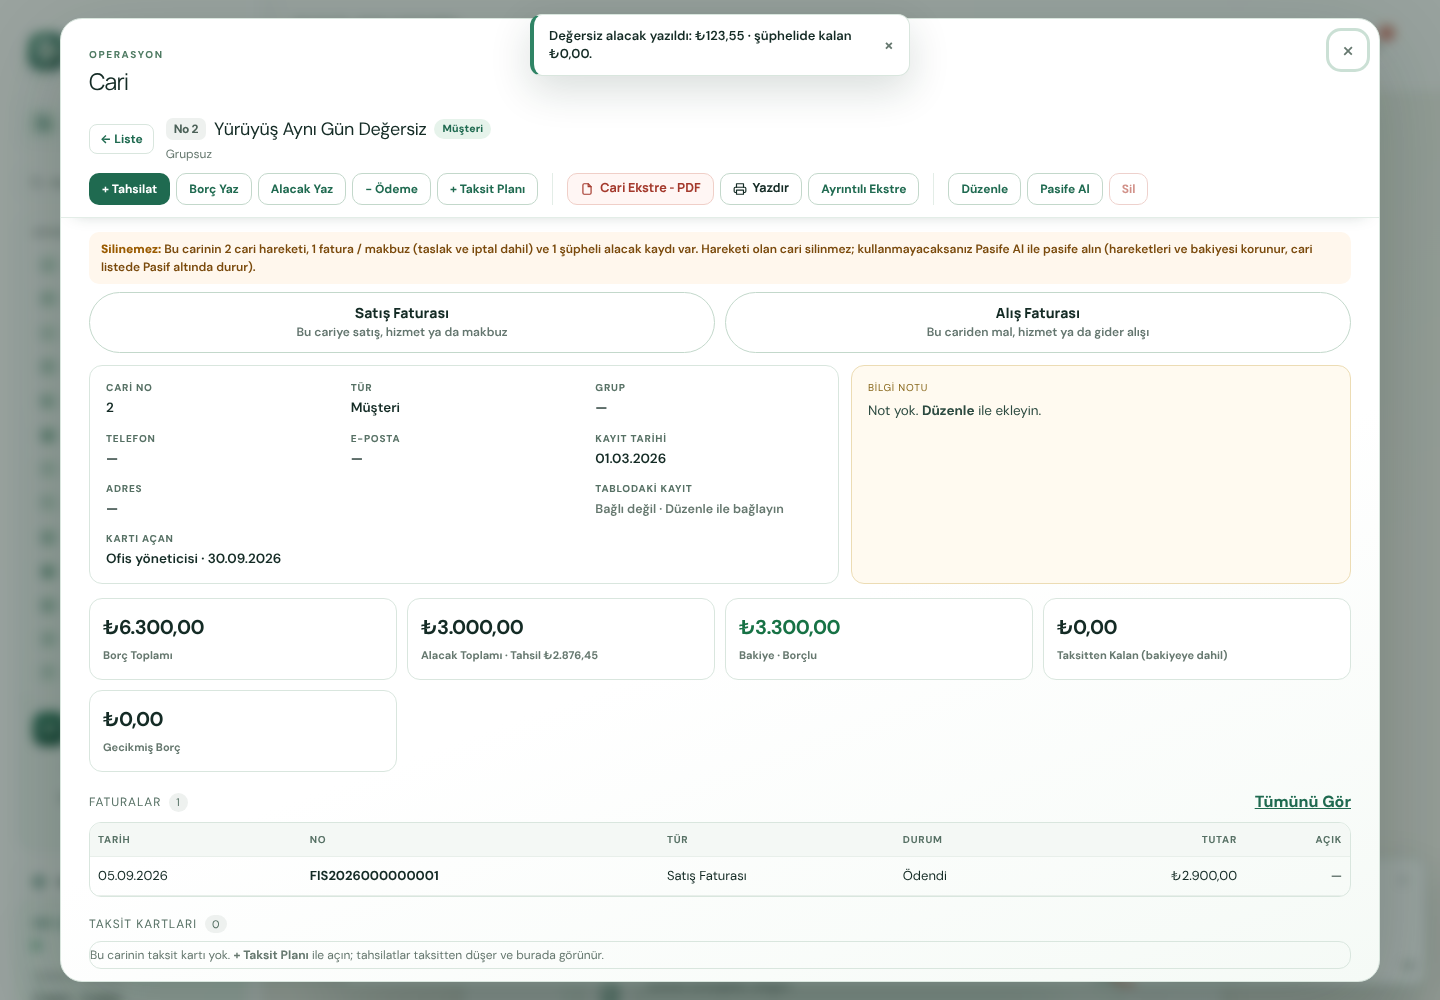 Değersiz alacak yazıldı: ₺123,55 · şüphelide kalan
₺0,00.
×
OPERASYON
Cari
×
← Liste
No 2
Yürüyüş Aynı Gün Değersiz
Müşteri
Grupsuz
+ Tahsilat
Borç Yaz
Alacak Yaz
− Ödeme
+ Taksit Planı
Cari Ekstre - PDF
Yazdır
Ayrıntılı Ekstre
Düzenle
Pasife Al
Sil
Silinemez: Bu carinin 2 cari hareketi, 1 fatura / makbuz (taslak ve iptal dahil) ve 1 şüpheli alacak kaydı var. Hareketi olan cari silinmez; kullanmayacaksanız Pasife Al ile pasife alın (hareketleri ve bakiyesi korunur, cari
listede Pasif altında durur).
Satış Faturası
Bu cariye satış, hizmet ya da makbuz
Alış Faturası
Bu cariden mal, hizmet ya da gider alışı
CARİ NO
2
TÜR
Müşteri
GRUP
—
TELEFON
—
E-POSTA
—
KAYIT TARİHİ
01.03.2026
ADRES
—
TABLODAKİ KAYIT
Bağlı değil · Düzenle ile bağlayın
KARTI AÇAN
Ofis yöneticisi · 30.09.2026
BİLGİ NOTU
Not yok. Düzenle ile ekleyin.
₺6.300,00
Borç Toplamı
₺3.000,00
Alacak Toplamı · Tahsil ₺2.876,45
₺3.300,00
Bakiye · Borçlu
₺0,00
Taksitten Kalan (bakiyeye dahil)
₺0,00
Gecikmiş Borç
FATURALAR 1
Tümünü Gör
TARİH NO TÜR DURUM TUTAR AÇIK
05.09.2026 FIS2026000000001 Satış Faturası Ödendi ₺2.900,00 —
TAKSİT KARTLARI 0
Bu carinin taksit kartı yok. + Taksit Planı ile açın; tahsilatlar taksitten düşer ve burada görünür.